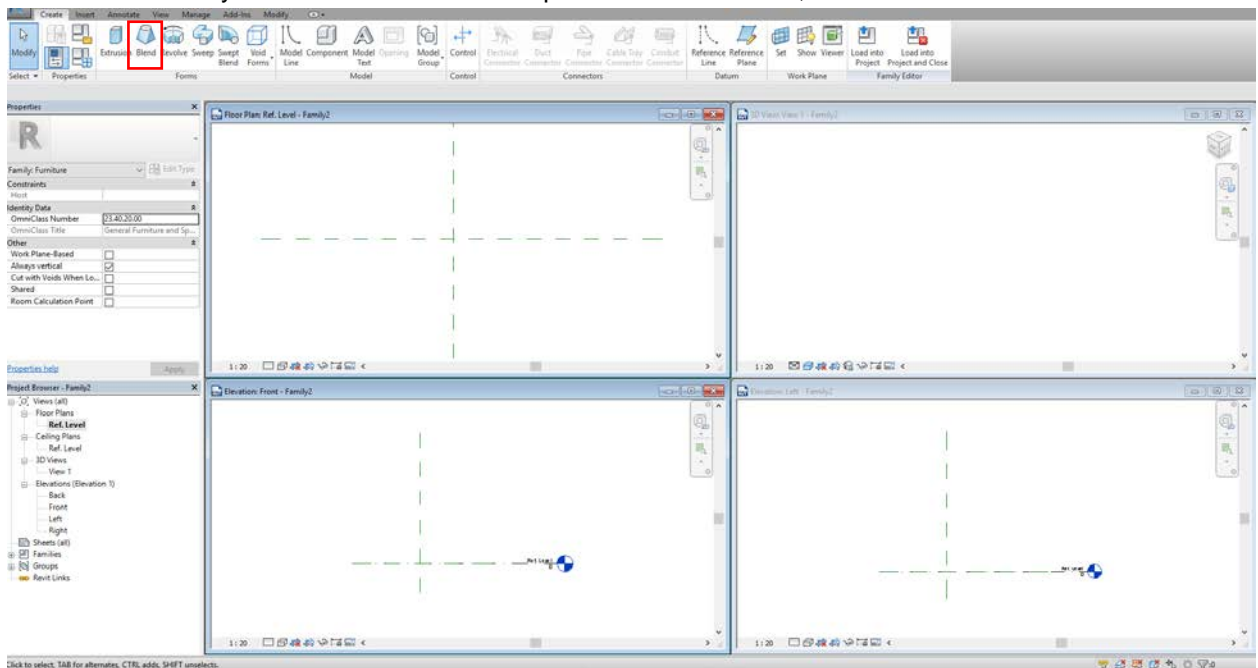 Create Insert Annotate View Manage Add-Ins Modify
Modify Extrusion Blend Revolve Sweep Swept Blend Void Forms Model Line Component Model Text Opening Model Group Control Electrical Connector Duct Connector Pipe Connector Cable Tray Connector Conduit Connector Reference Line Reference Plane Set Show Viewer Load into Project Load into Project and Close
Select Properties Forms Model Control Connectors Datum Work Plane Family Editor
Properties
Floor Plan: Ref. Level - Family2
3D View: View 1 - Family2
R
Family: Furniture
Edit Type
Constraints
Host
Identity Data
OmniClass Number 23.40.20.00
OmniClass Title General Furniture and Sp...
Other
Work Plane-Based
Always vertical
Cut with Voids When Lo...
Shared
Room Calculation Point
Properties help
Apply
1 : 20
1 : 20
Project Browser - Family2
Views (all)
Floor Plans
Ref. Level
Ceiling Plans
Ref. Level
3D Views
View 1
Elevations (Elevation 1)
Back
Front
Left
Right
Sheets (all)
Families
Groups
Revit Links
Elevation: Front - Family2
Ref. Level
1 : 20
Elevation: Left - Family2
Ref. Level
1 : 20
Click to select, TAB for alternates, CTRL adds, SHIFT unselects.